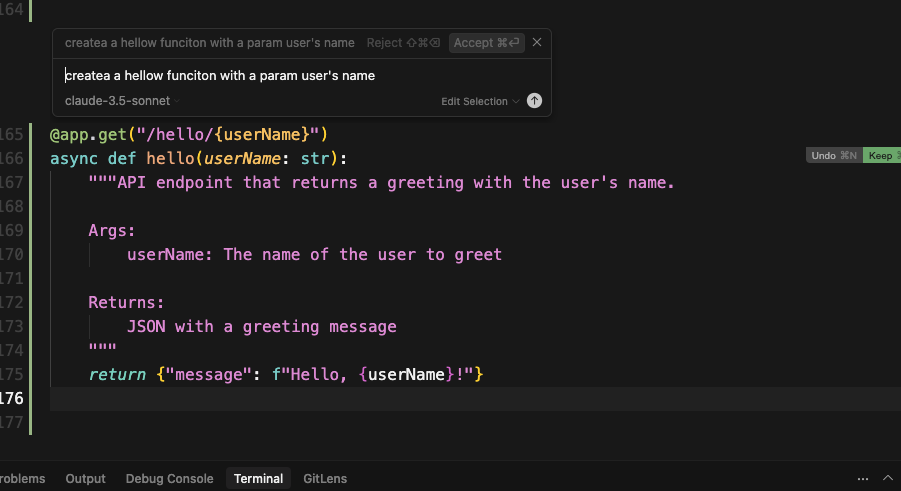 164
createa a hellow funciton with a param user's name Reject ⇧⌘⌫ Accept ⌘⏎ ×
createa a hellow funciton with a param user's name
claude-3.5-sonnet Edit Selection
165 @app.get("/hello/{userName}")
166 async def hello(userName: str):
Undo ⌘N Keep
167 """API endpoint that returns a greeting with the user's name.
168
169 Args:
170 userName: The name of the user to greet
171
172 Returns:
173 JSON with a greeting message
174 """
175 return {"message": f"Hello, {userName}!"}
176
177
roblems Output Debug Console Terminal GitLens ...